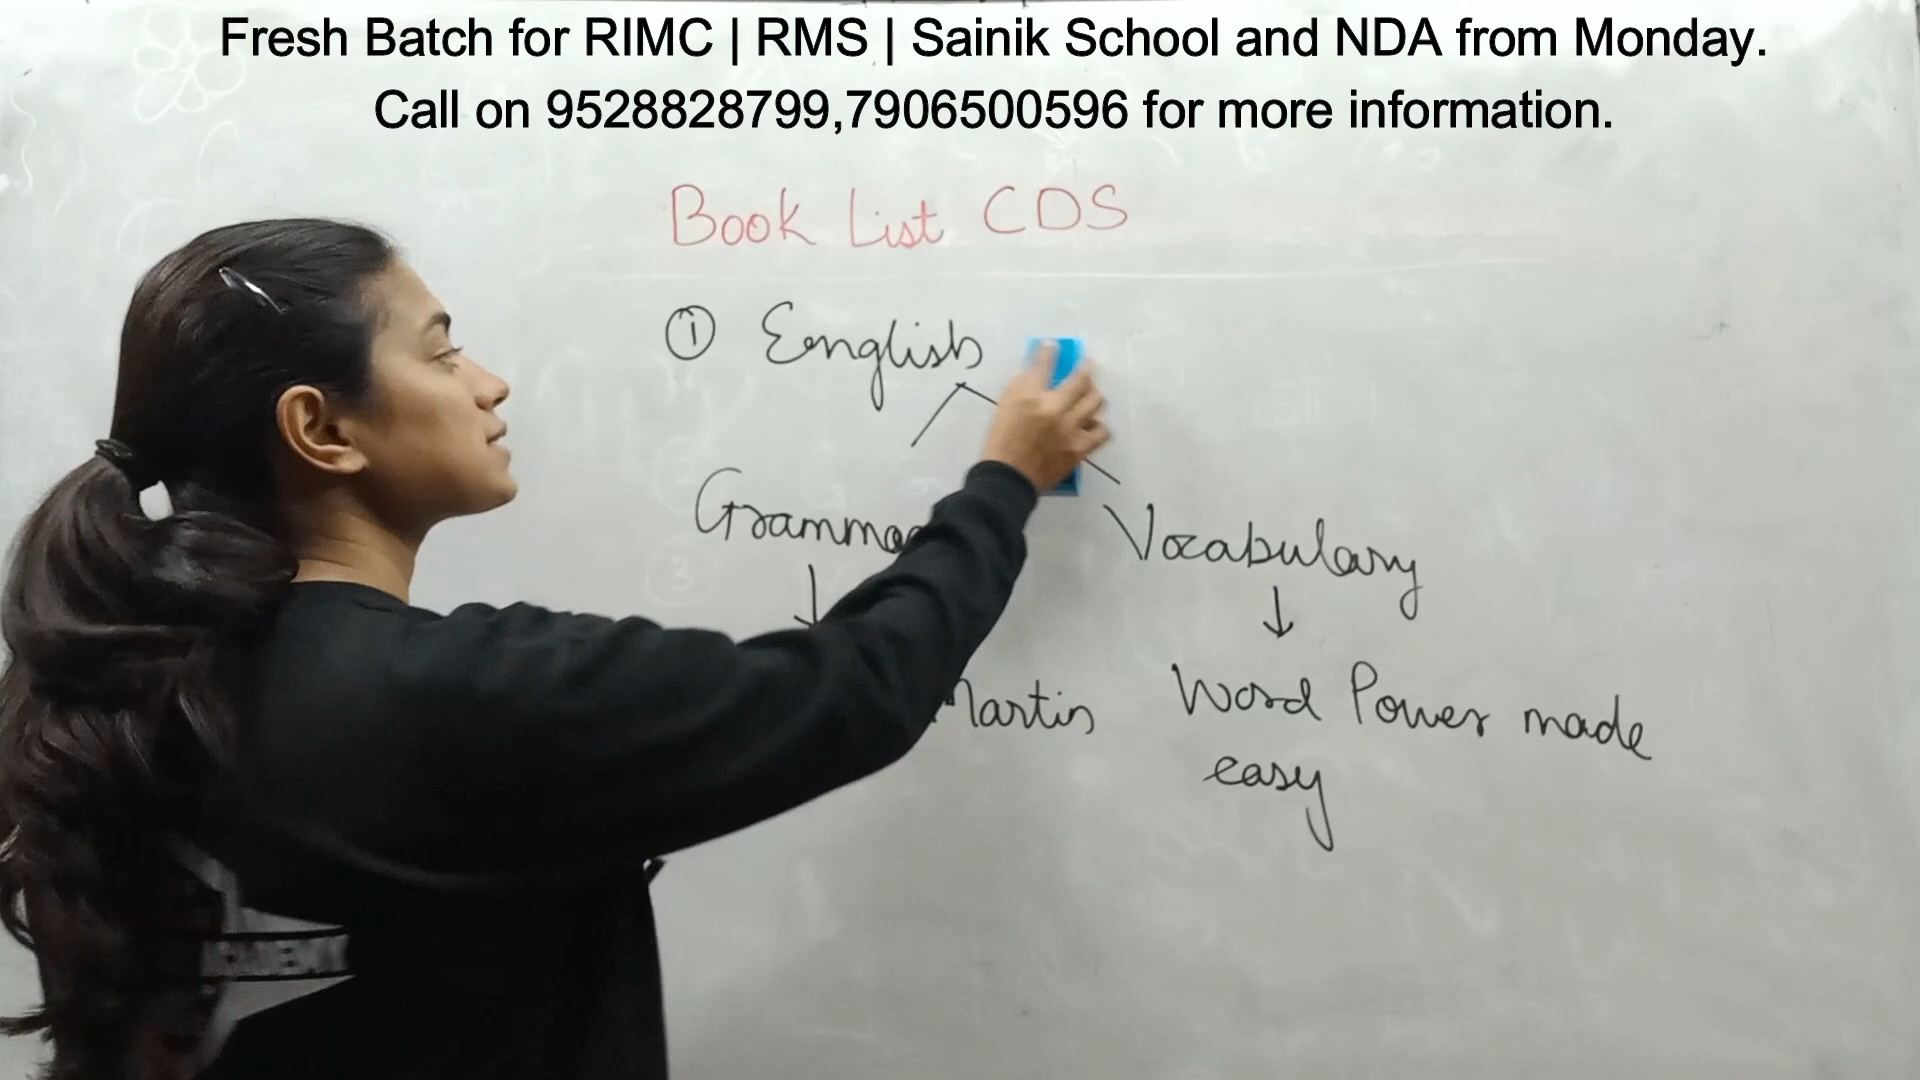 Fresh Batch for RIMC | RMS | Sainik School and NDA from Monday.
Call on 9528828799,7906500596 for more information.
Book List CDS
① English
Vocabulary
Martin Word Power made
easy